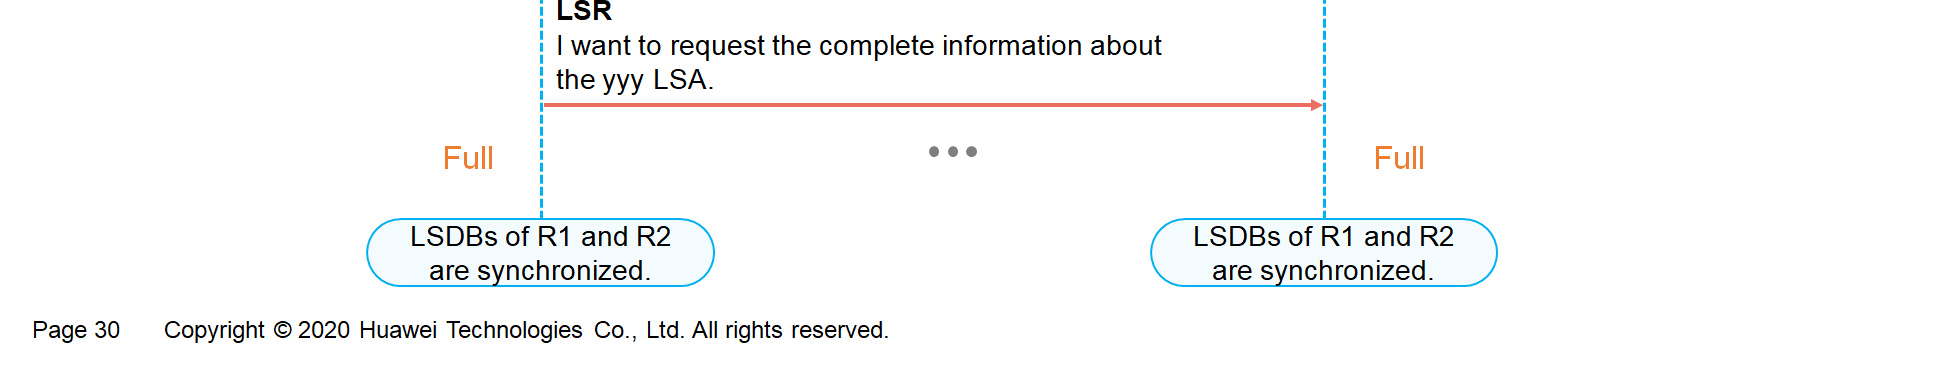 LSR
I want to request the complete information about
the yyy LSA.
Full
Full
LSDBs of R1 and R2
are synchronized.
LSDBs of R1 and R2
are synchronized.
Page 30 Copyright © 2020 Huawei Technologies Co., Ltd. All rights reserved.